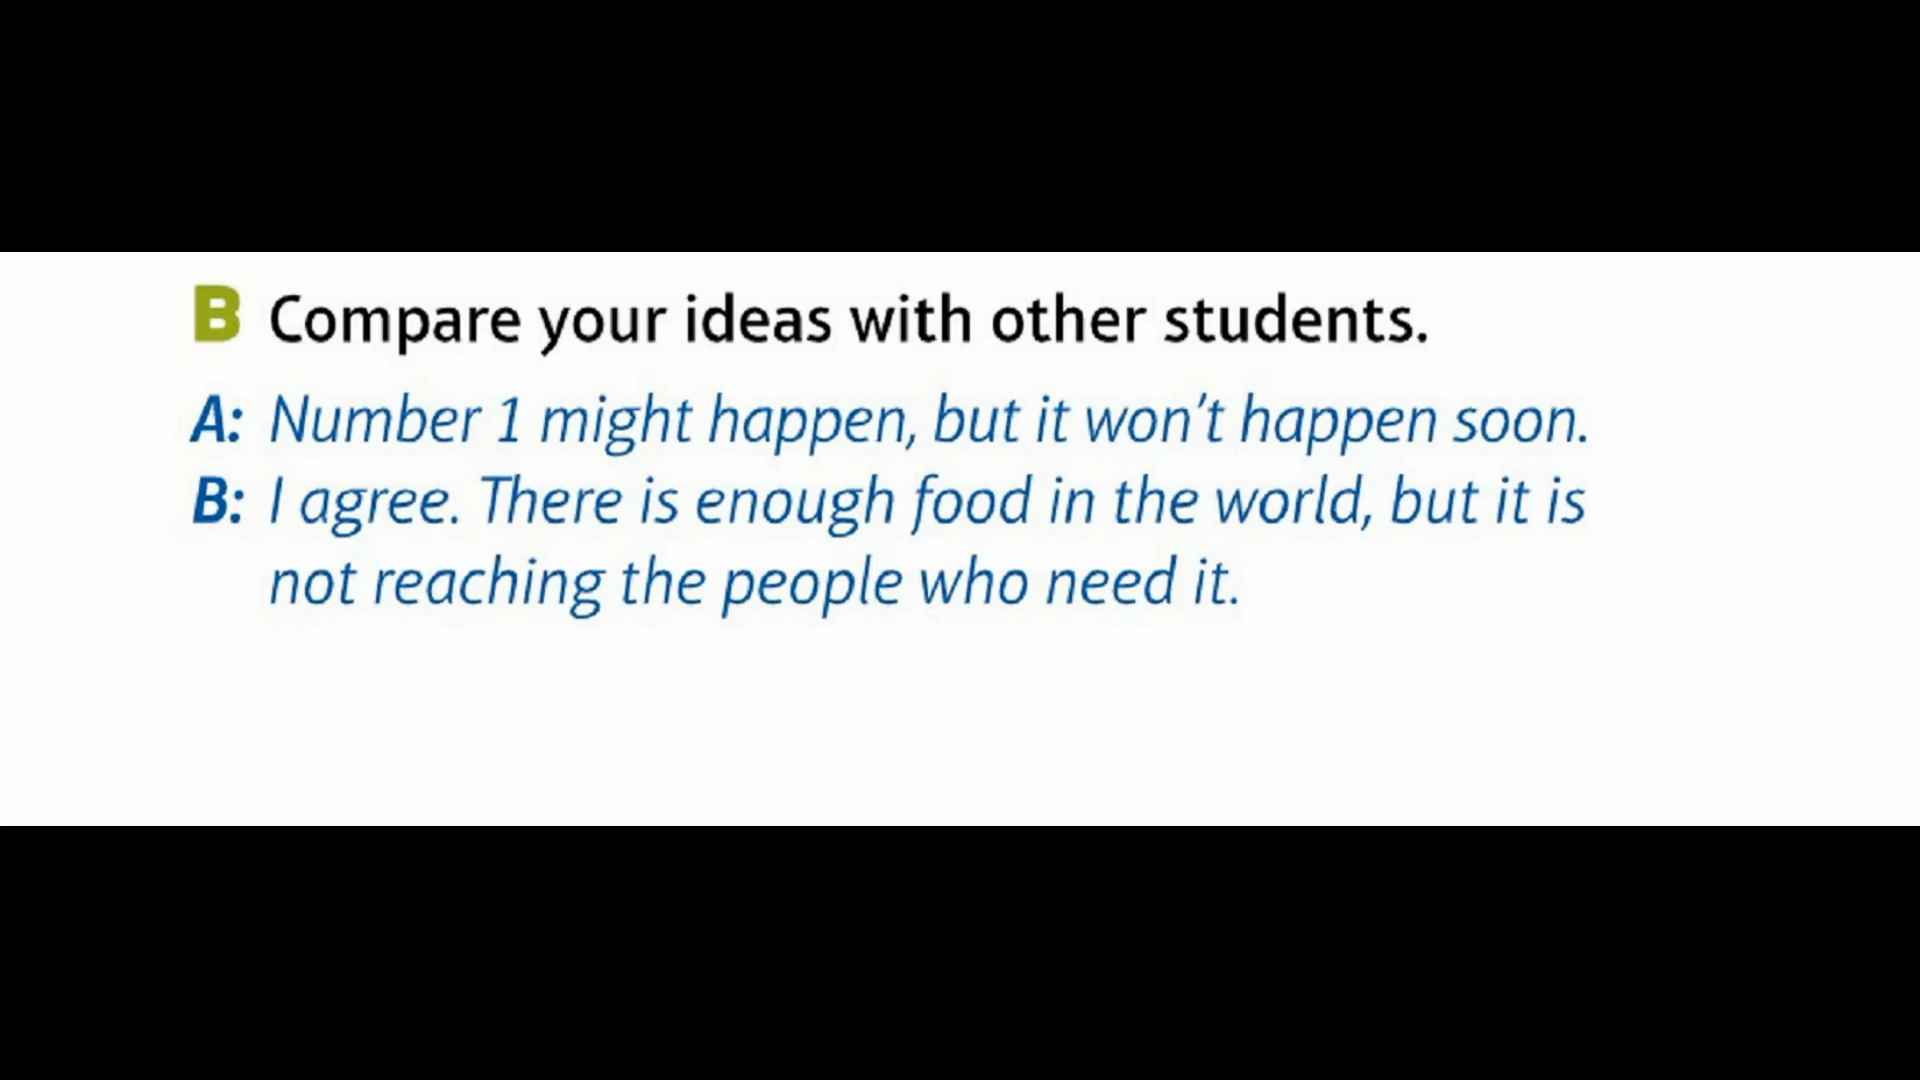 B Compare your ideas with other students.
A: Number 1 might happen, but it won't happen soon.
B: I agree. There is enough food in the world, but it is
not reaching the people who need it.